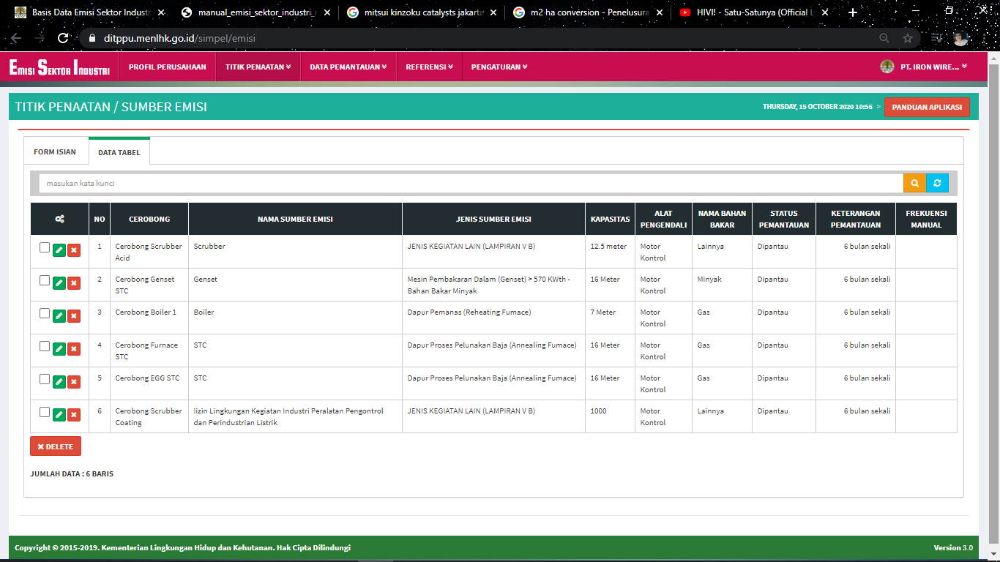 Basis Data Emisi Sektor Industr
manual_emisi_sektor_industri_
mitsui kinzoku catalysts jakarta
m2 ha conversion - Penelusura
HIVI! - Satu-Satunya (Official L
ditppu.menlhk.go.id/simpel/emisi
EMISI SEKTOR INDUSTRI
PROFIL PERUSAHAAN
TITIK PENAATAN
DATA PEMANTAUAN
REFERENSI
PENGATURAN
PT. IRON WIRE...
TITIK PENAATAN / SUMBER EMISI
THURSDAY, 15 OCTOBER 2020 10:56 >
PANDUAN APLIKASI
FORM ISIAN
DATA TABEL
masukan kata kunci
NO
CEROBONG
NAMA SUMBER EMISI
JENIS SUMBER EMISI
KAPASITAS
ALAT
PENGENDALI
NAMA BAHAN
BAKAR
STATUS
PEMANTAUAN
KETERANGAN
PEMANTAUAN
FREKUENSI
MANUAL
1
Cerobong Scrubber
Acid
Scrubber
JENIS KEGIATAN LAIN (LAMPIRAN V B)
12.5 meter
Motor
Kontrol
Lainnya
Dipantau
6 bulan sekali
2
Cerobong Genset
STC
Genset
Mesin Pembakaran Dalam (Genset) > 570 KWth -
Bahan Bakar Minyak
16 Meter
Motor
Kontrol
Minyak
Dipantau
6 bulan sekali
3
Cerobong Boiler 1
Boiler
Dapur Pemanas (Reheating Fumace)
7 Meter
Motor
Kontrol
Gas
Dipantau
6 bulan sekali
4
Cerobong Furnace
STC
STC
Dapur Proses Pelunakan Baja (Annealing Fumace)
16 Meter
Motor
Kontrol
Gas
Dipantau
6 bulan sekali
5
Cerobong EGG STC
STC
Dapur Proses Pelunakan Baja (Annealing Fumace)
16 Meter
Motor
Kontrol
Gas
Dipantau
6 bulan sekali
6
Cerobong Scrubber
Coating
Iizin Lingkungan Kegiatan Industri Peralatan Pengontrol
dan Perindustrian Listrik
JENIS KEGIATAN LAIN (LAMPIRAN V B)
1000
Motor
Kontrol
Lainnya
Dipantau
6 bulan sekali
DELETE
JUMLAH DATA : 6 BARIS
Copyright © 2015-2019. Kementerian Lingkungan Hidup dan Kehutanan. Hak Cipta Dilindungi
Version 3.0